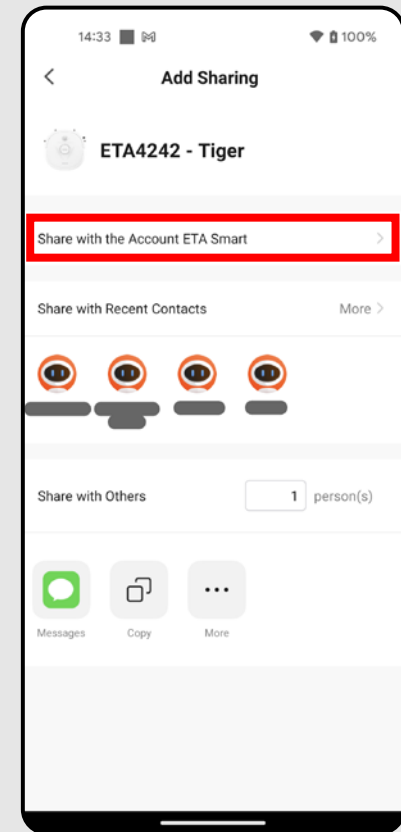 14:33
100%
Add Sharing
ETA4242 - Tiger
Share with the Account ETA Smart
Share with Recent Contacts
More
Share with Others
1 person(s)
Messages
Copy
More